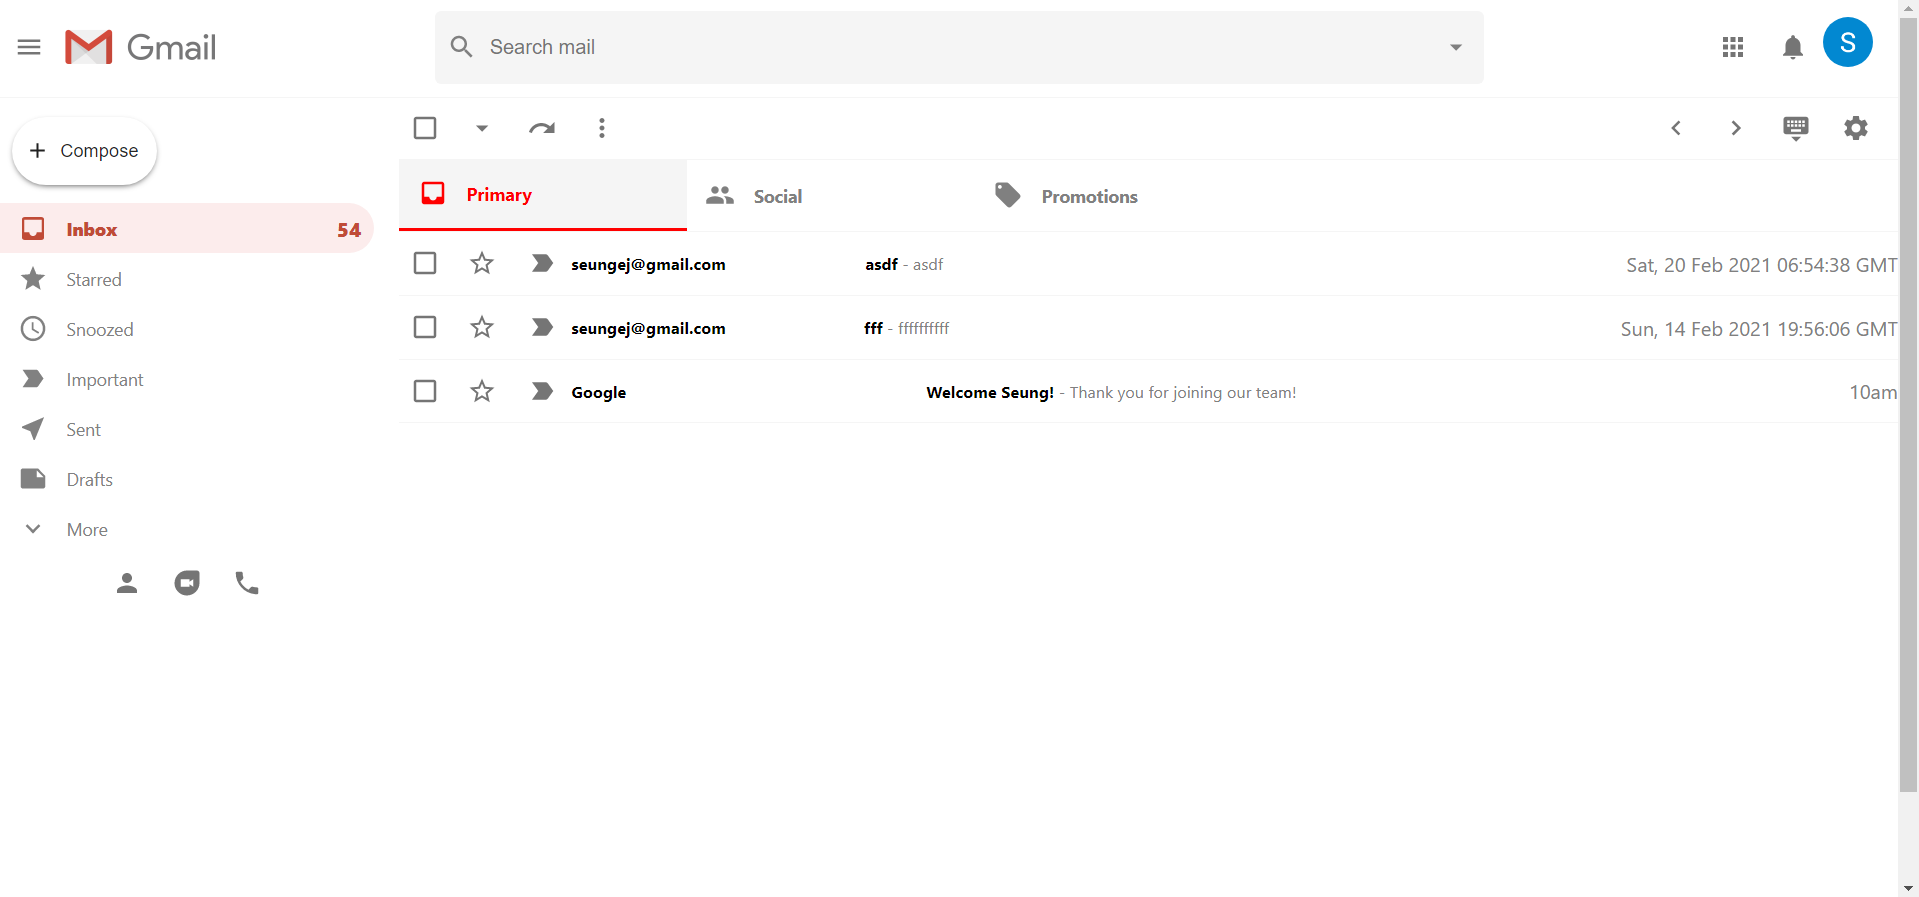 Gmail
Search mail
S
Compose
Inbox 54
Starred
Snoozed
Important
Sent
Drafts
More
Primary Social Promotions
seungej@gmail.com asdf - asdf Sat, 20 Feb 2021 06:54:38 GMT
seungej@gmail.com fff - ffffffffff Sun, 14 Feb 2021 19:56:06 GMT
Google Welcome Seung! - Thank you for joining our team! 10am